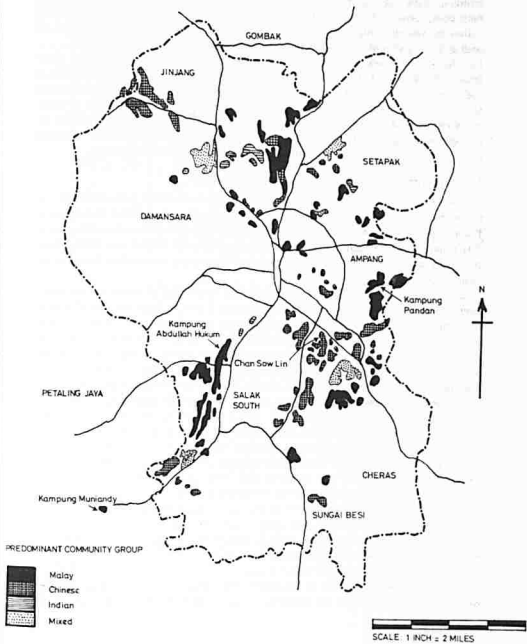 GOMBAK
JINJANG
SETAPAK
DAMANSARA
AMPANG
N
Kampung
Pandan
Kampung
Abdullah Hukum
Chan Sow Lin
PETALING JAYA
SALAK
SOUTH
CHERAS
Kampung Muniandy
SUNGAI BESI
PREDOMINANT COMMUNITY GROUP
Malay
Chinese
Indian
Mixed
SCALE: 1 INCH = 2 MILES